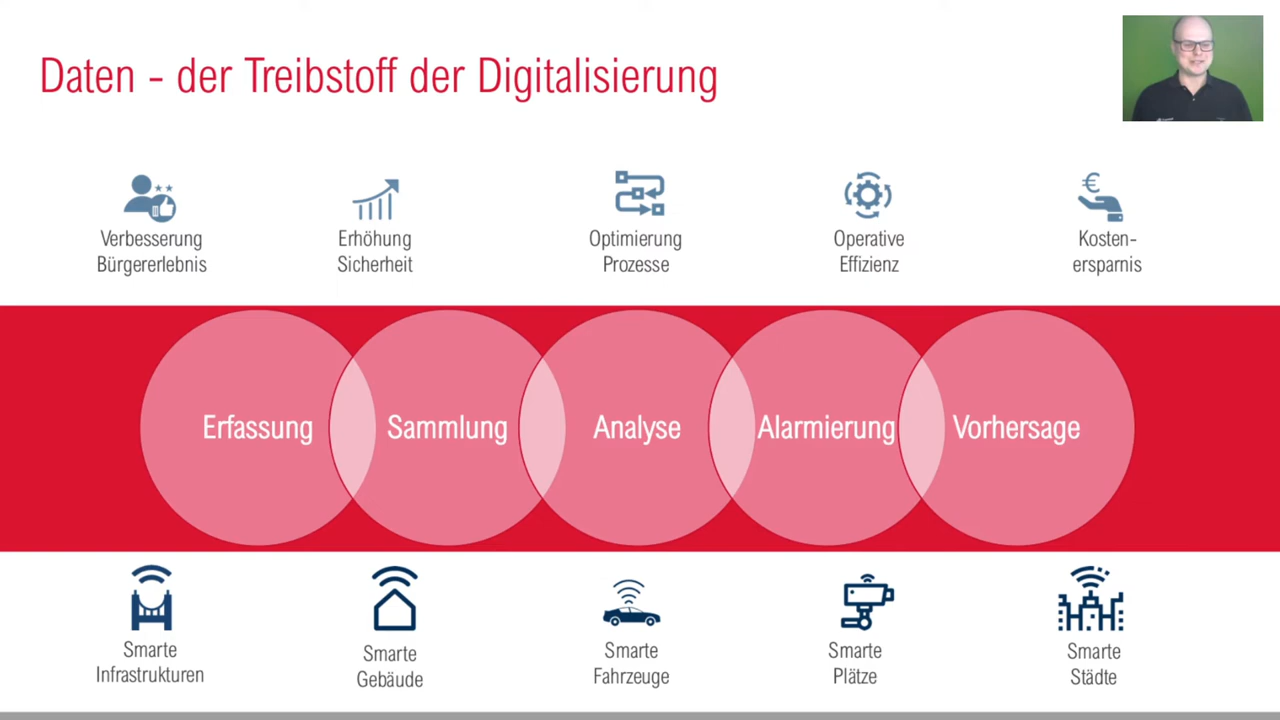 Daten - der Treibstoff der Digitalisierung
Verbesserung
Bürgererlebnis
Erhöhung
Sicherheit
Optimierung
Prozesse
Operative
Effizienz
€
Kosten-
ersparnis
Erfassung
Sammlung
Analyse
Alarmierung
Vorhersage
Smarte
Infrastrukturen
Smarte
Gebäude
Smarte
Fahrzeuge
Smarte
Plätze
Smarte
Städte